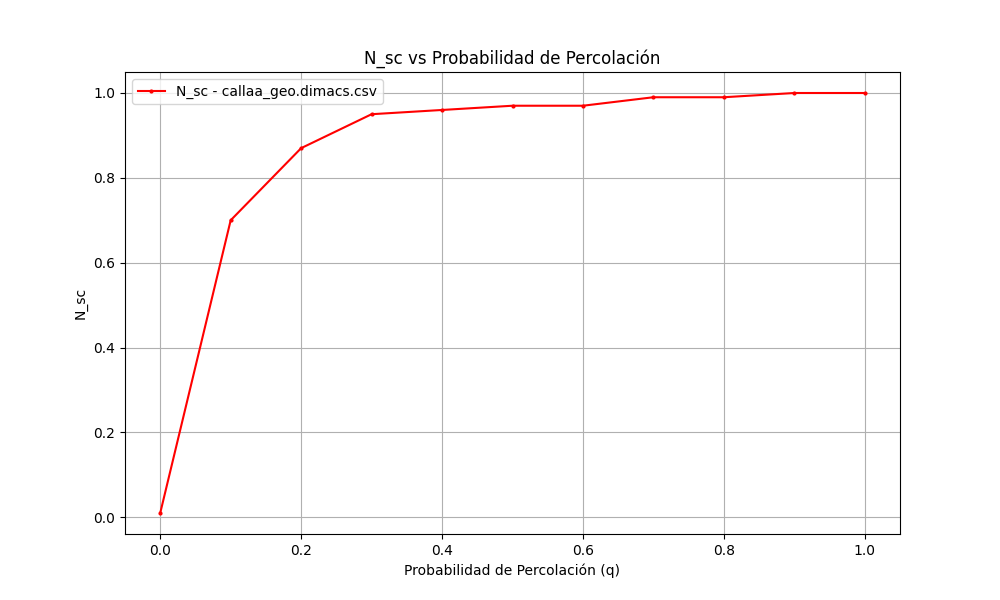 N_sc vs Probabilidad de Percolación
N_sc - callaa_geo.dimacs.csv
1.0
0.8
0.6
0.4
0.2
0.0
N_sc
0.0 0.2 0.4 0.6 0.8 1.0
Probabilidad de Percolación (q)